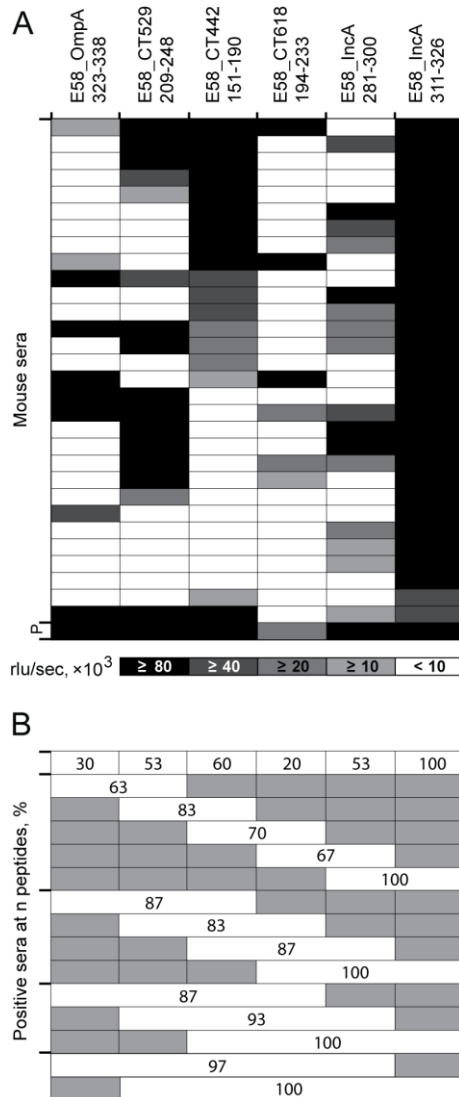 A
E58_OmpA
323-338
E58_CT529
209-248
E58_CT442
151-190
E58_CT618
194-233
E58_IncA
281-300
E58_IncA
311-326
Mouse sera
P
rlu/sec, ×10³ ≥ 80 ≥ 40 ≥ 20 ≥ 10 < 10
B
Positive sera at n peptides, %
30 53 60 20 53 100
63
83
70
67
100
87
83
87
100
87
93
100
97
100